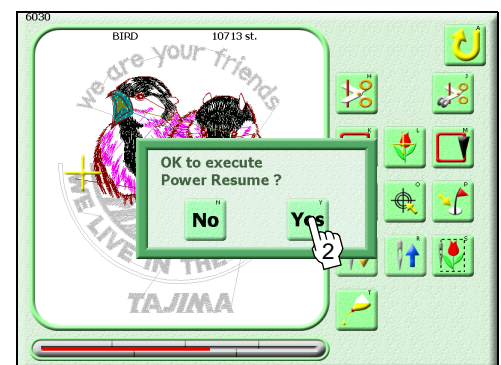 6030
BIRD 10713 st.
we are your friends
OK to execute
Power Resume ?
No
Yes
2
WE LIVE IN THE
TAJIMA
A
H
J
K
L
M
N
Y
O
P
R
S
T